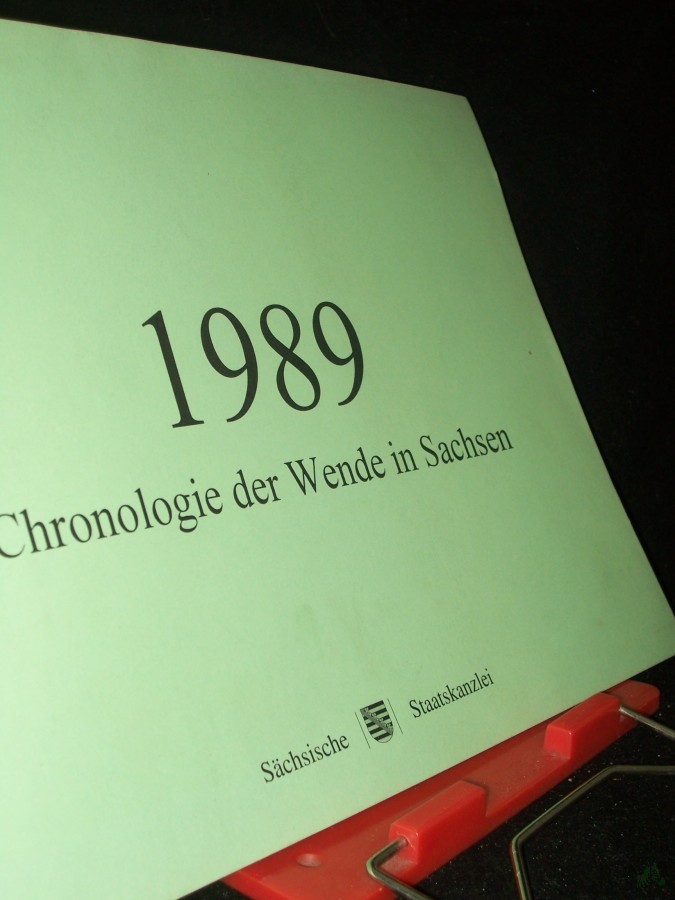 1989
Chronologie der Wende in Sachsen
Sächsische Staatskanzlei